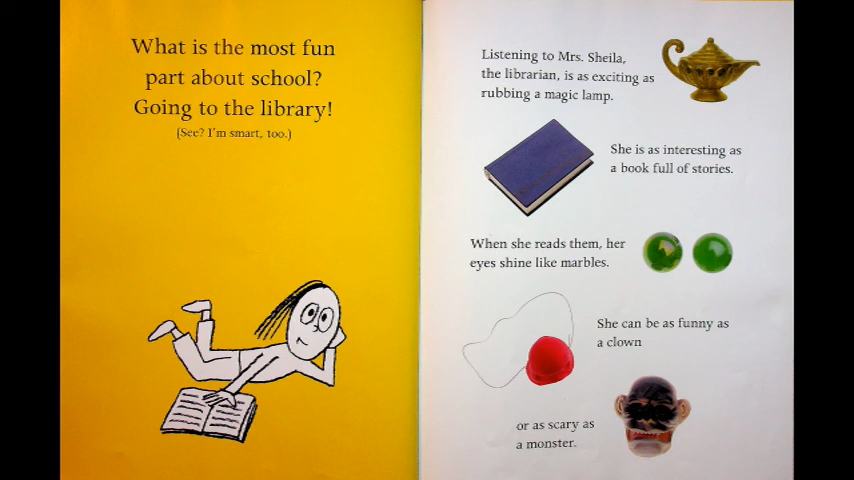 What is the most fun
part about school?
Going to the library!
(See? I'm smart, too.)
Listening to Mrs. Sheila,
the librarian, is as exciting as
rubbing a magic lamp.
She is as interesting as
a book full of stories.
When she reads them, her
eyes shine like marbles.
She can be as funny as
a clown
or as scary as
a monster.